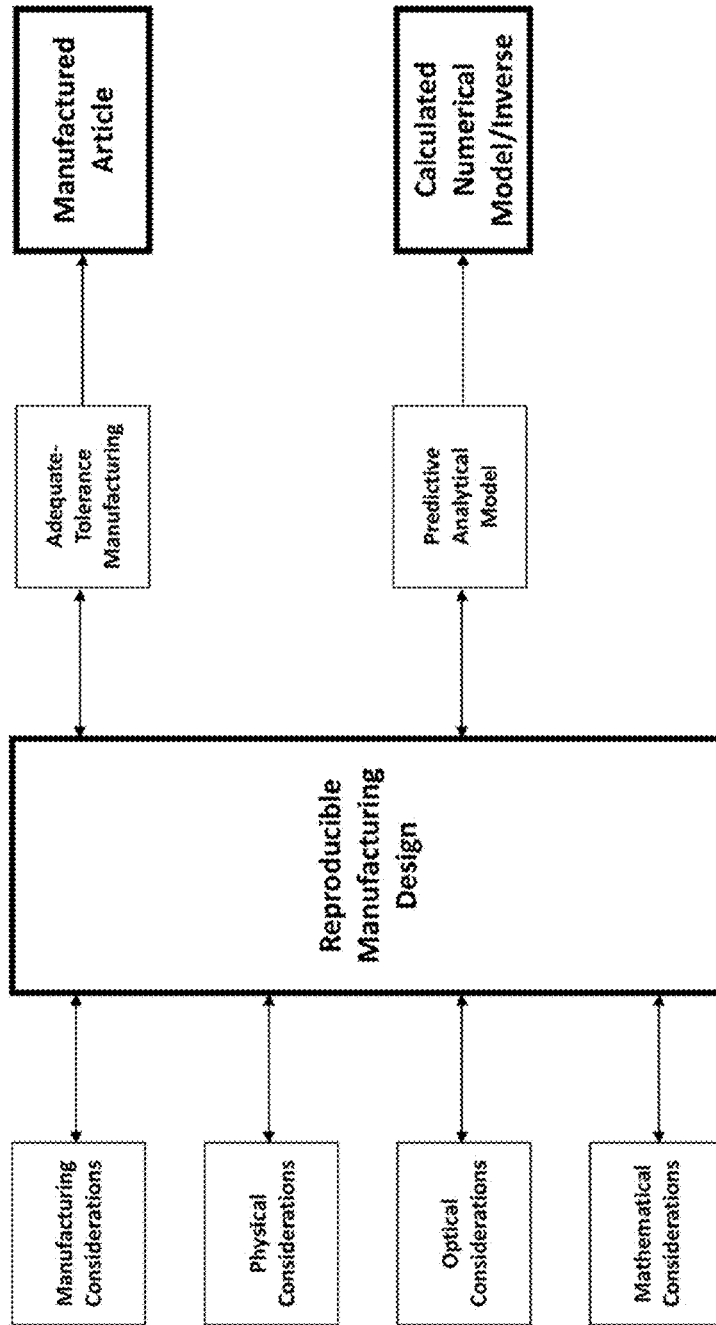 Manufacturing
Considerations
Physical
Considerations
Optical
Considerations
Mathematical
Considerations
Reproducible
Manufacturing
Design
Adequate-
Tolerance
Manufacturing
Predictive
Analytical
Model
Manufactured
Article
Calculated
Numerical
Model/Inverse